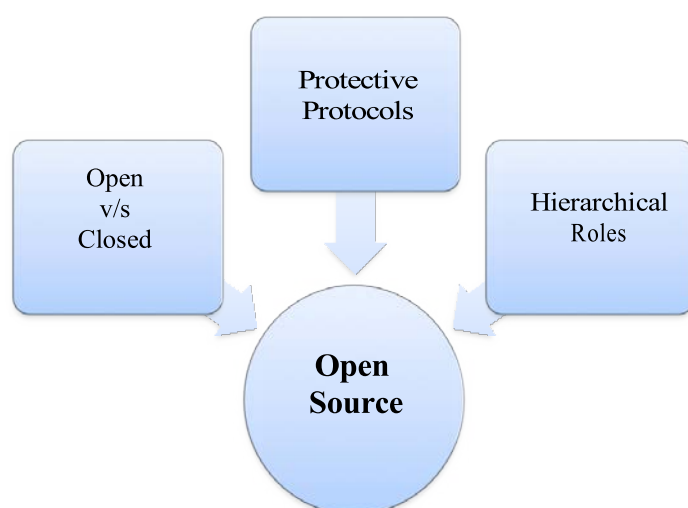 Protective
Protocols
Open
v/s
Closed
Hierarchical
Roles
Open
Source